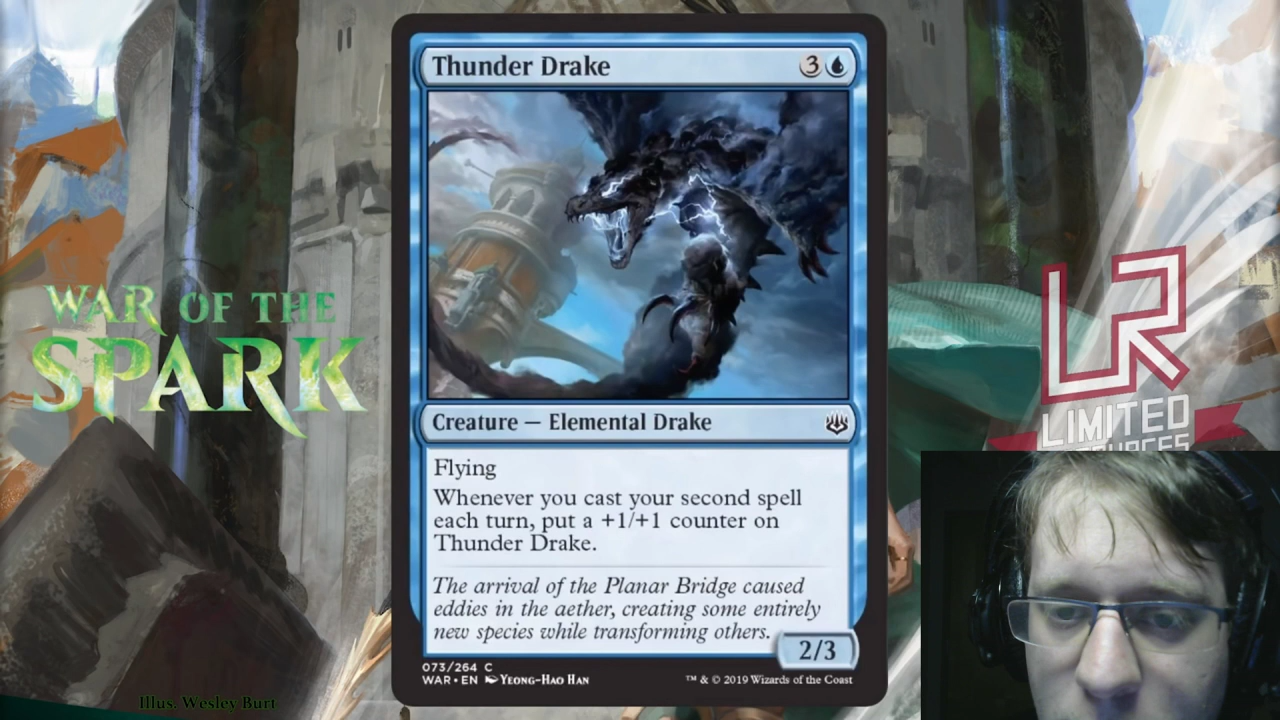 WAR OF THE
SPARK
Thunder Drake
3
Creature — Elemental Drake
Flying
Whenever you cast your second spell
each turn, put a +1/+1 counter on
Thunder Drake.
The arrival of the Planar Bridge caused
eddies in the aether, creating some entirely
new species while transforming others.
2/3
073/264 C
WAR • EN Yeong-Hao Han
™ & © 2019 Wizards of the Coast
LR
LIMITED
RESOURCES
Illus. Wesley Burt